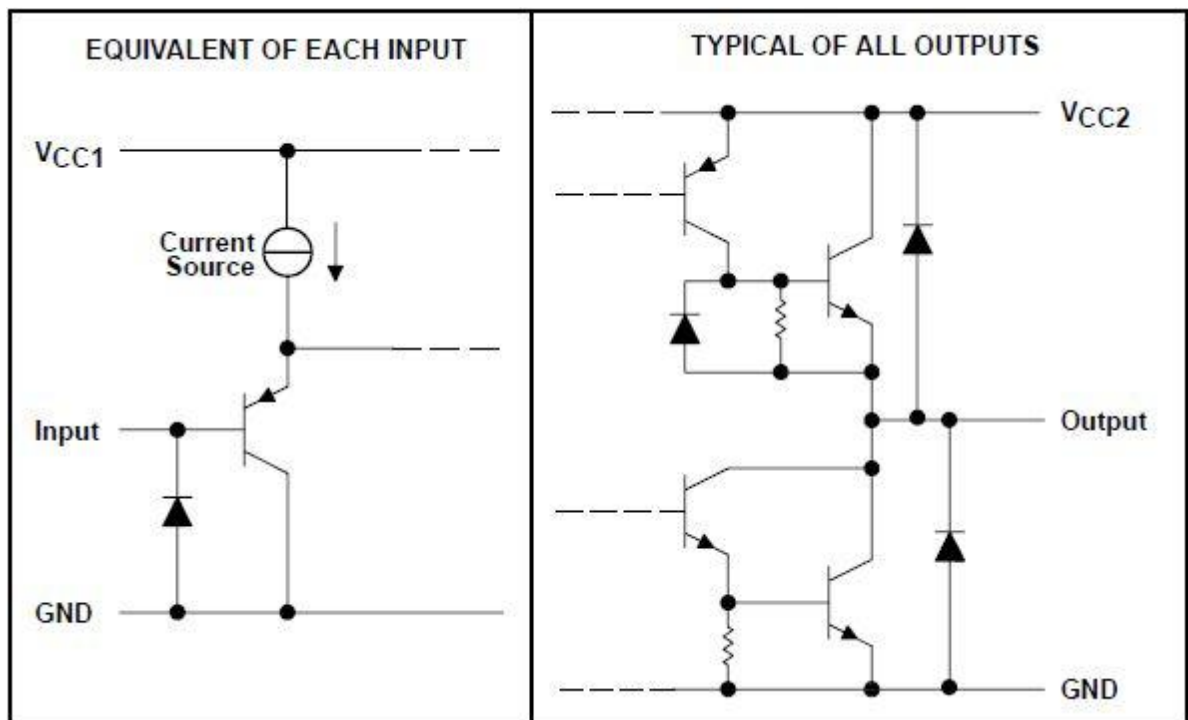 EQUIVALENT OF EACH INPUT
VCC1
Current
Source
Input
GND
TYPICAL OF ALL OUTPUTS
VCC2
Output
GND